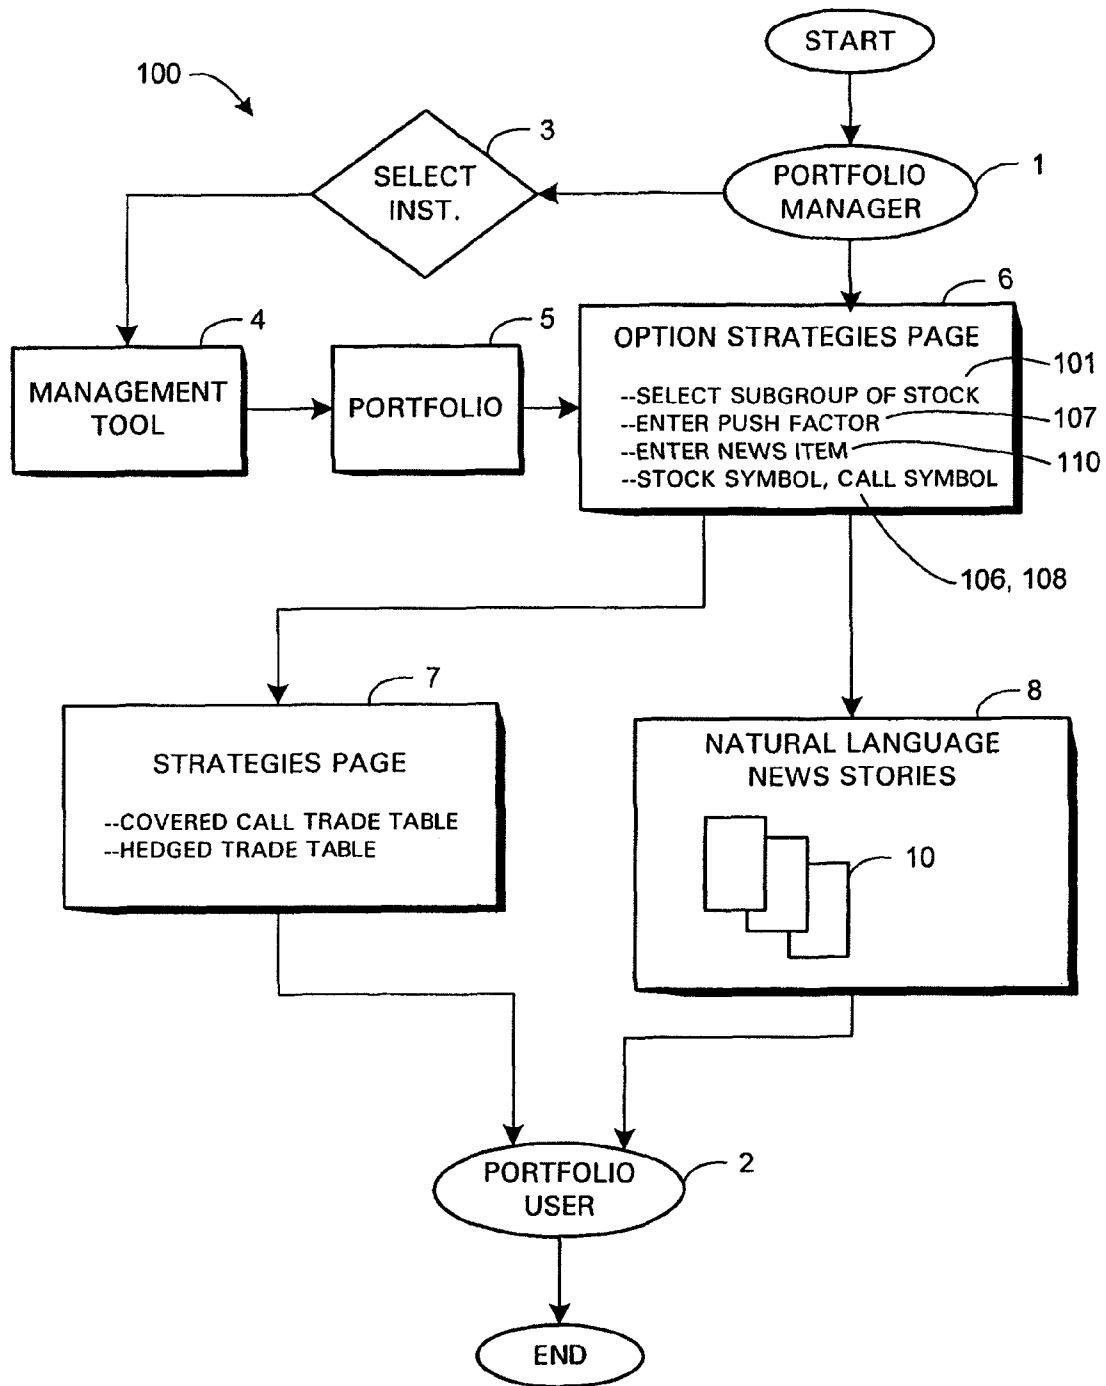 START
100
3
SELECT
INST.
PORTFOLIO
MANAGER
1
4
MANAGEMENT
TOOL
5
PORTFOLIO
6
OPTION STRATEGIES PAGE
101
--SELECT SUBGROUP OF STOCK
--ENTER PUSH FACTOR
107
--ENTER NEWS ITEM
110
--STOCK SYMBOL, CALL SYMBOL
106, 108
7
STRATEGIES PAGE
--COVERED CALL TRADE TABLE
--HEDGED TRADE TABLE
8
NATURAL LANGUAGE
NEWS STORIES
10
PORTFOLIO
USER
2
END